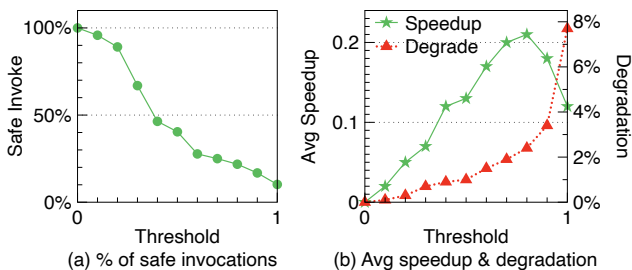 100%
50%
0%
Safe Invoke
0
1
Threshold
(a) % of safe invocations
0.2
0.1
0
Avg Speedup
Speedup
Degrade
8%
6%
4%
2%
0%
Degradation
0
1
Threshold
(b) Avg speedup & degradation